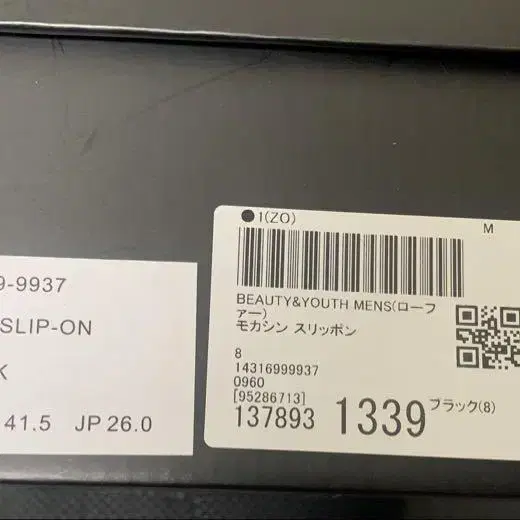 9-9937
SLIP-ON
K
41.5 JP 26.0
●1(ZO)
M
BEAUTY&YOUTH MENS(ローフ
ァー)
モカシン スリッポン
8
14316999937
0960
[95286713]
137893 1339 ブラック(8)